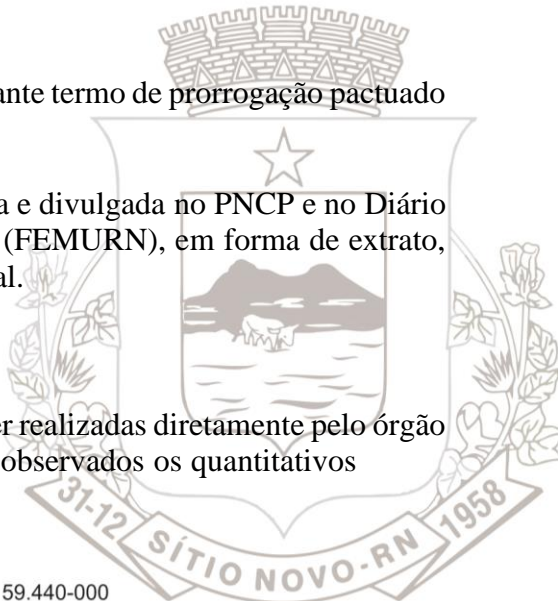 ante termo de prorrogação pactuado
a e divulgada no PNCP e no Diário
(FEMURN), em forma de extrato,
al.
er realizadas diretamente pelo órgão
observados os quantitativos
31-12 SÍTIO NOVO-RN 1958
59.440-000